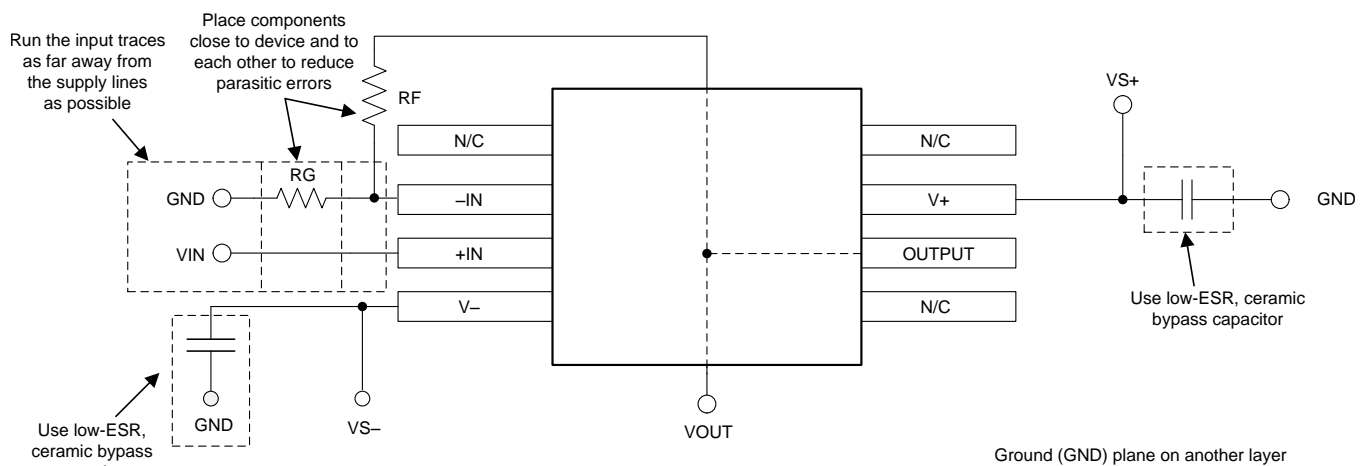 Place components
close to device and to
each other to reduce
parasitic errors
Run the input traces
as far away from
the supply lines
as possible
RF
VS+
N/C
N/C
RG
GND
–IN
V+
GND
VIN
+IN
OUTPUT
V–
N/C
Use low-ESR, ceramic
bypass capacitor
GND
VS–
VOUT
Use low-ESR,
ceramic bypass
Ground (GND) plane on another layer